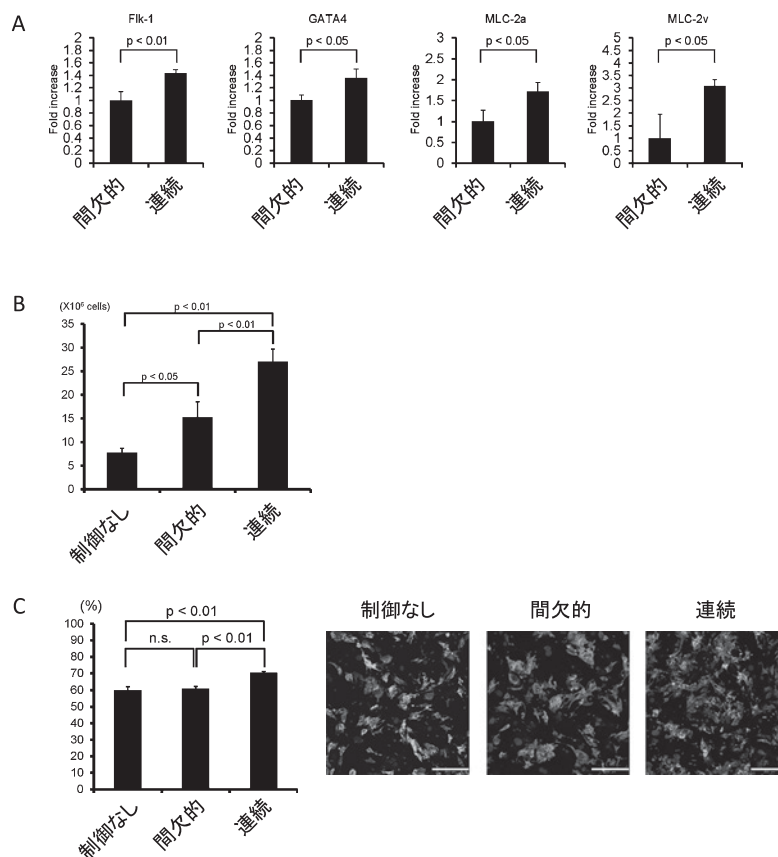 A
Flk-1
p < 0.01
Fold increase
2
1.8
1.6
1.4
1.2
1
0.8
0.6
0.4
0.2
0
間欠的
連続
GATA4
p < 0.05
Fold increase
2
1.8
1.6
1.4
1.2
1
0.8
0.6
0.4
0.2
0
間欠的
連続
MLC-2a
p < 0.05
Fold increase
3
2.5
2
1.5
1
0.5
0
間欠的
連続
MLC-2v
p < 0.05
Fold increase
5
4.5
4
3.5
3
2.5
2
1.5
1
0.5
0
間欠的
連続
B
(X10⁶ cells)
p < 0.01
p < 0.01
p < 0.05
35
30
25
20
15
10
5
0
制御なし
間欠的
連続
C
(%)
p < 0.01
n.s.
p < 0.01
100
90
80
70
60
50
40
30
20
10
0
制御なし
間欠的
連続
制御なし
間欠的
連続